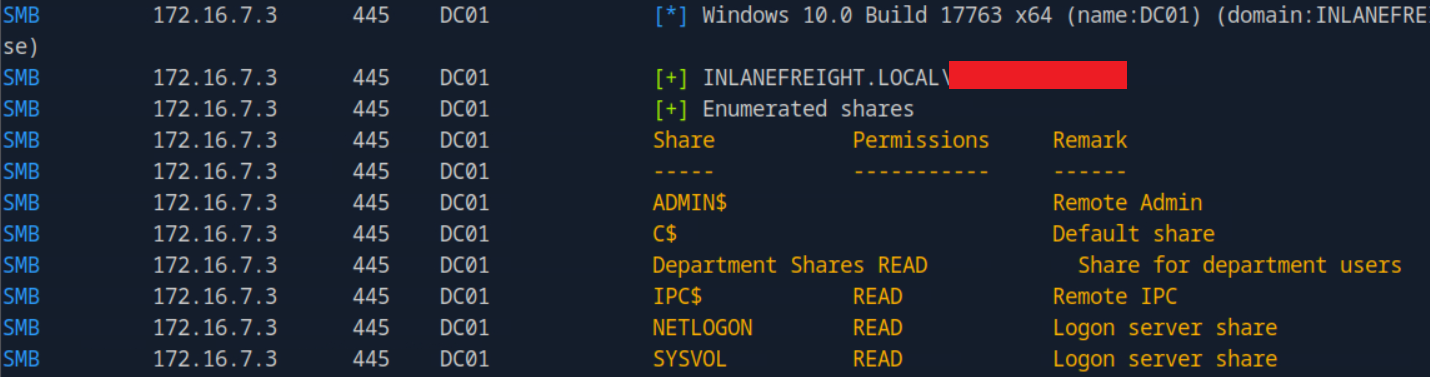 SMB 172.16.7.3 445 DC01 [*] Windows 10.0 Build 17763 x64 (name:DC01) (domain:INLANEFREI
se)
SMB 172.16.7.3 445 DC01 [+] INLANEFREIGHT.LOCAL\
SMB 172.16.7.3 445 DC01 [+] Enumerated shares
SMB 172.16.7.3 445 DC01 Share Permissions Remark
SMB 172.16.7.3 445 DC01 ----- ----------- ------
SMB 172.16.7.3 445 DC01 ADMIN$ Remote Admin
SMB 172.16.7.3 445 DC01 C$ Default share
SMB 172.16.7.3 445 DC01 Department Shares READ Share for department users
SMB 172.16.7.3 445 DC01 IPC$ READ Remote IPC
SMB 172.16.7.3 445 DC01 NETLOGON READ Logon server share
SMB 172.16.7.3 445 DC01 SYSVOL READ Logon server share